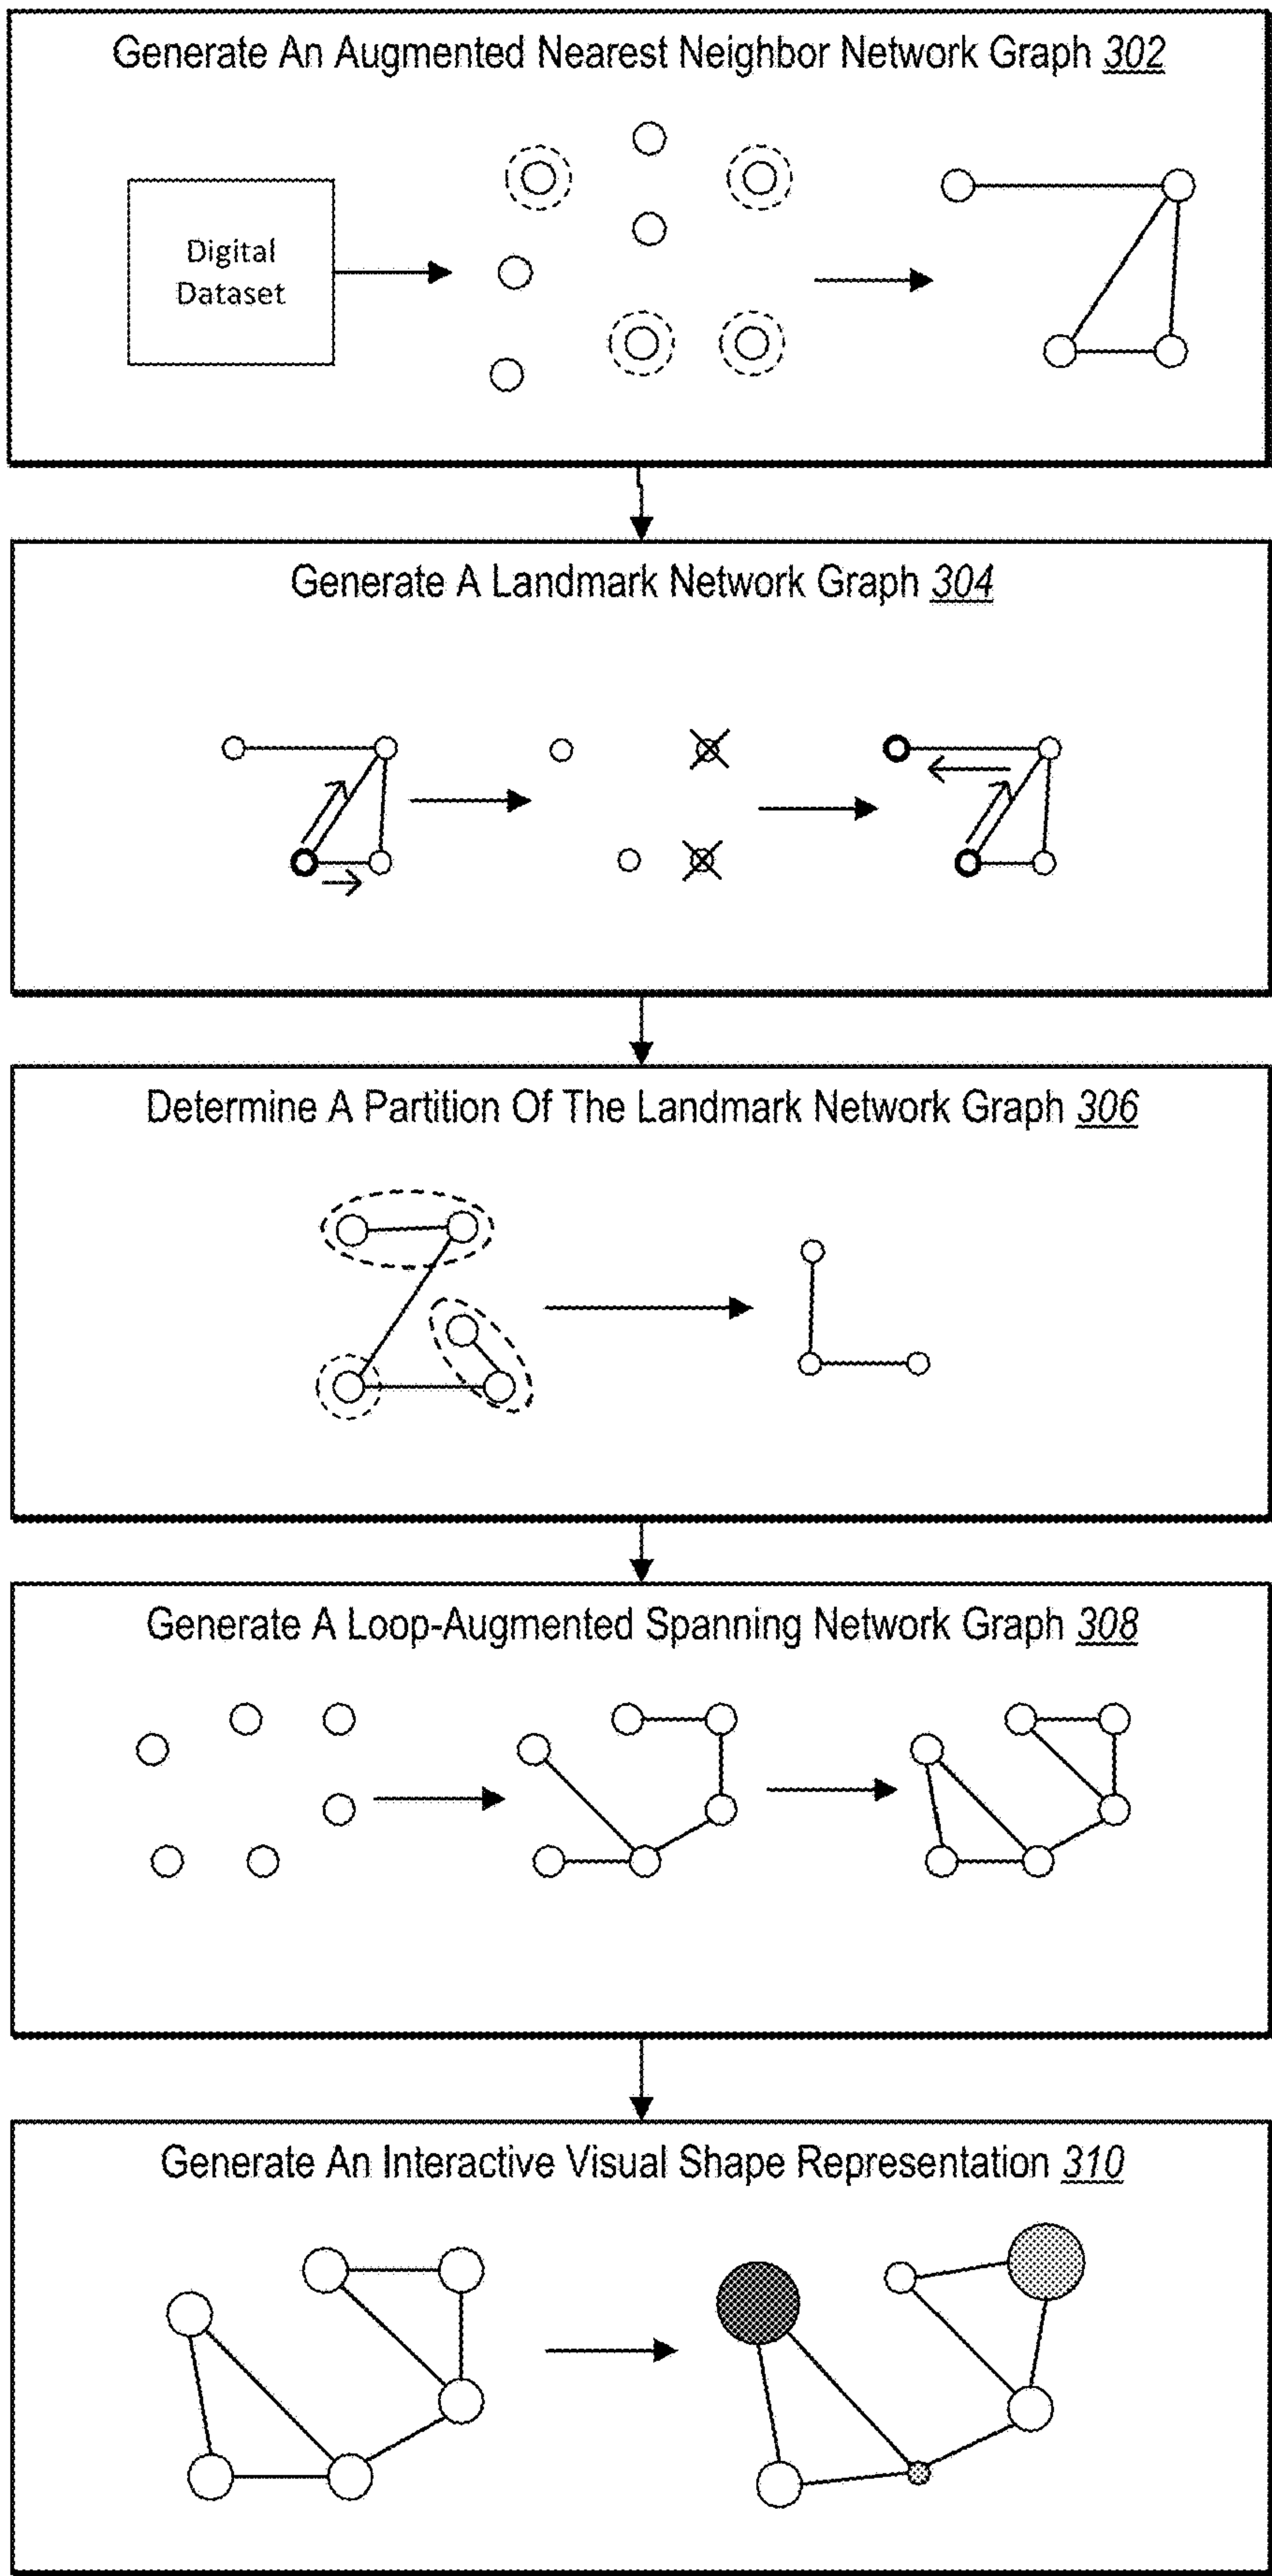 Generate An Augmented Nearest Neighbor Network Graph 302
Digital
Dataset
Generate A Landmark Network Graph 304
Determine A Partition Of The Landmark Network Graph 306
Generate A Loop-Augmented Spanning Network Graph 308
Generate An Interactive Visual Shape Representation 310